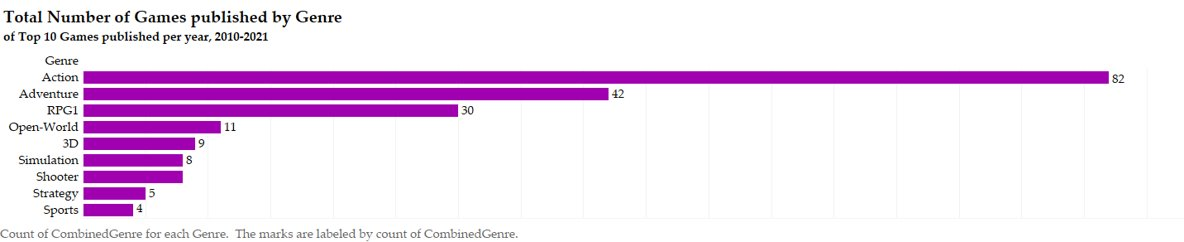 Total Number of Games published by Genre
of Top 10 Games published per year, 2010-2021
Genre
Action 82
Adventure 42
RPG1 30
Open-World 11
3D 9
Simulation 8
Shooter
Strategy 5
Sports 4
Count of CombinedGenre for each Genre.  The marks are labeled by count of CombinedGenre.